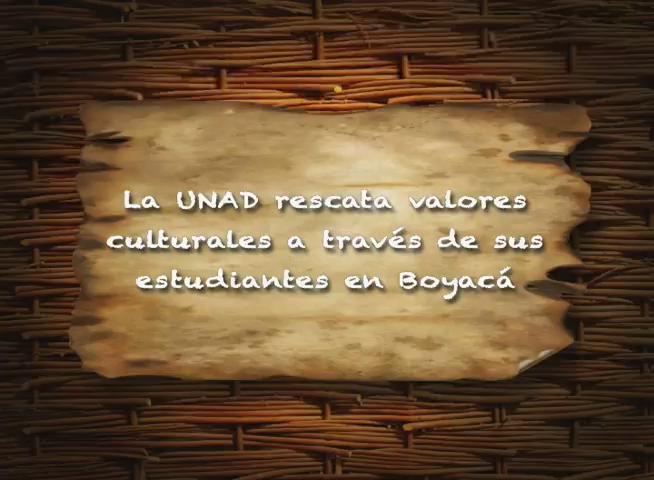 La UNAD rescata valores
culturales a través de sus
estudiantes en Boyacá